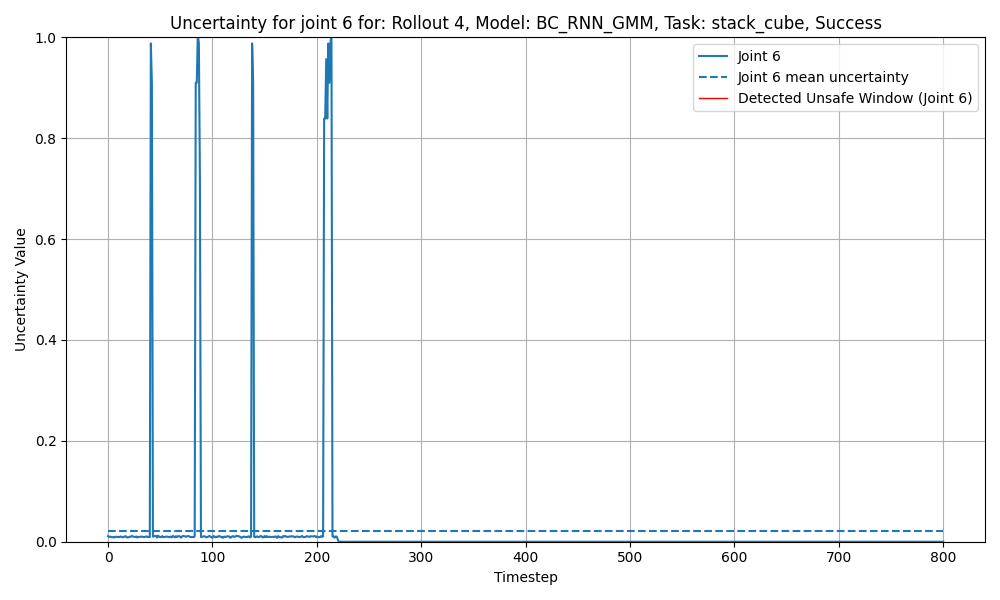 Uncertainty for joint 6 for: Rollout 4, Model: BC_RNN_GMM, Task: stack_cube, Success
Joint 6
Joint 6 mean uncertainty
Detected Unsafe Window (Joint 6)
Uncertainty Value
1.0
0.8
0.6
0.4
0.2
0.0
0 100 200 300 400 500 600 700 800
Timestep